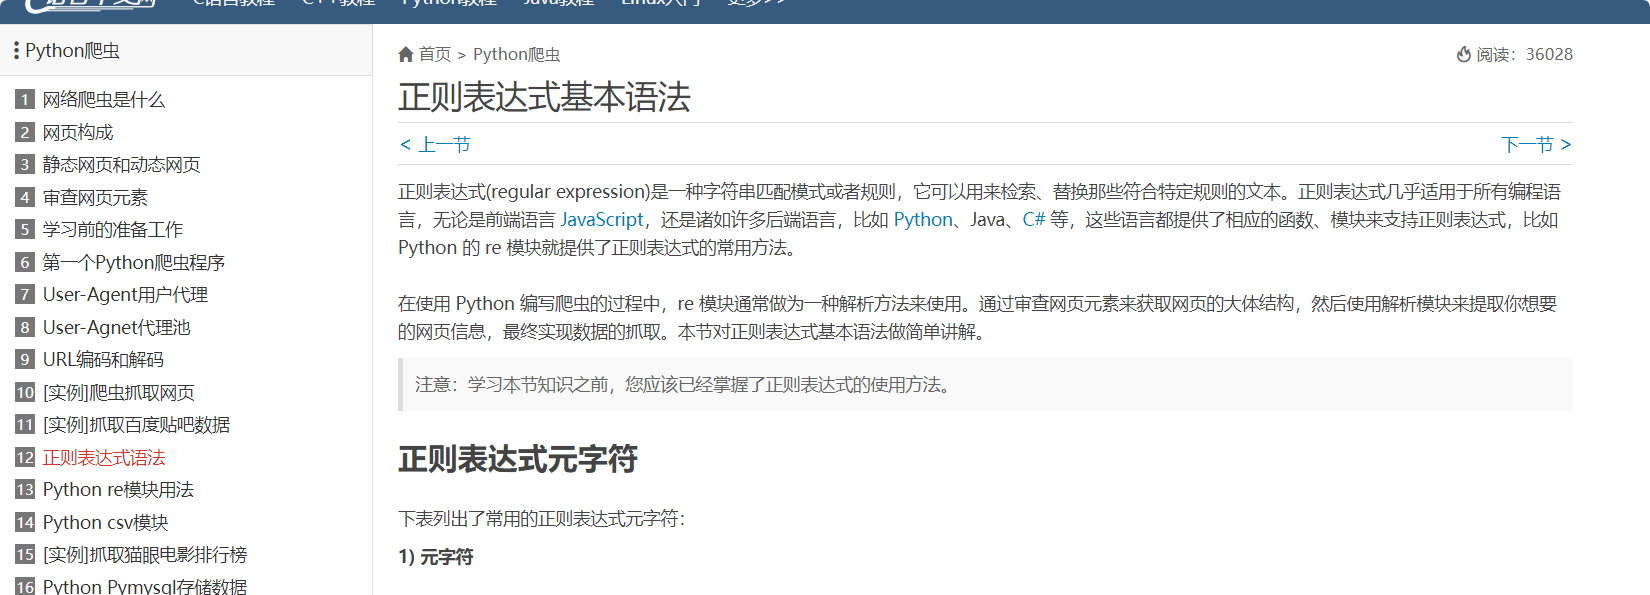 C语言教程 C++教程 Python教程 Java教程 Linux入门 更多>>
Python爬虫
1 网络爬虫是什么
2 网页构成
3 静态网页和动态网页
4 审查网页元素
5 学习前的准备工作
6 第一个Python爬虫程序
7 User-Agent用户代理
8 User-Agnet代理池
9 URL编码和解码
10 [实例]爬虫抓取网页
11 [实例]抓取百度贴吧数据
12 正则表达式语法
13 Python re模块用法
14 Python csv模块
15 [实例]抓取猫眼电影排行榜
16 Python Pymysql存储数据
首页 > Python爬虫
阅读：36028
正则表达式基本语法
< 上一节
下一节 >
正则表达式(regular expression)是一种字符串匹配模式或者规则，它可以用来检索、替换那些符合特定规则的文本。正则表达式几乎适用于所有编程语
言，无论是前端语言 JavaScript，还是诸如许多后端语言，比如 Python、Java、C# 等，这些语言都提供了相应的函数、模块来支持正则表达式，比如
Python 的 re 模块就提供了正则表达式的常用方法。
在使用 Python 编写爬虫的过程中，re 模块通常做为一种解析方法来使用。通过审查网页元素来获取网页的大体结构，然后使用解析模块来提取你想要
的网页信息，最终实现数据的抓取。本节对正则表达式基本语法做简单讲解。
注意：学习本节知识之前，您应该已经掌握了正则表达式的使用方法。
正则表达式元字符
下表列出了常用的正则表达式元字符：
1) 元字符